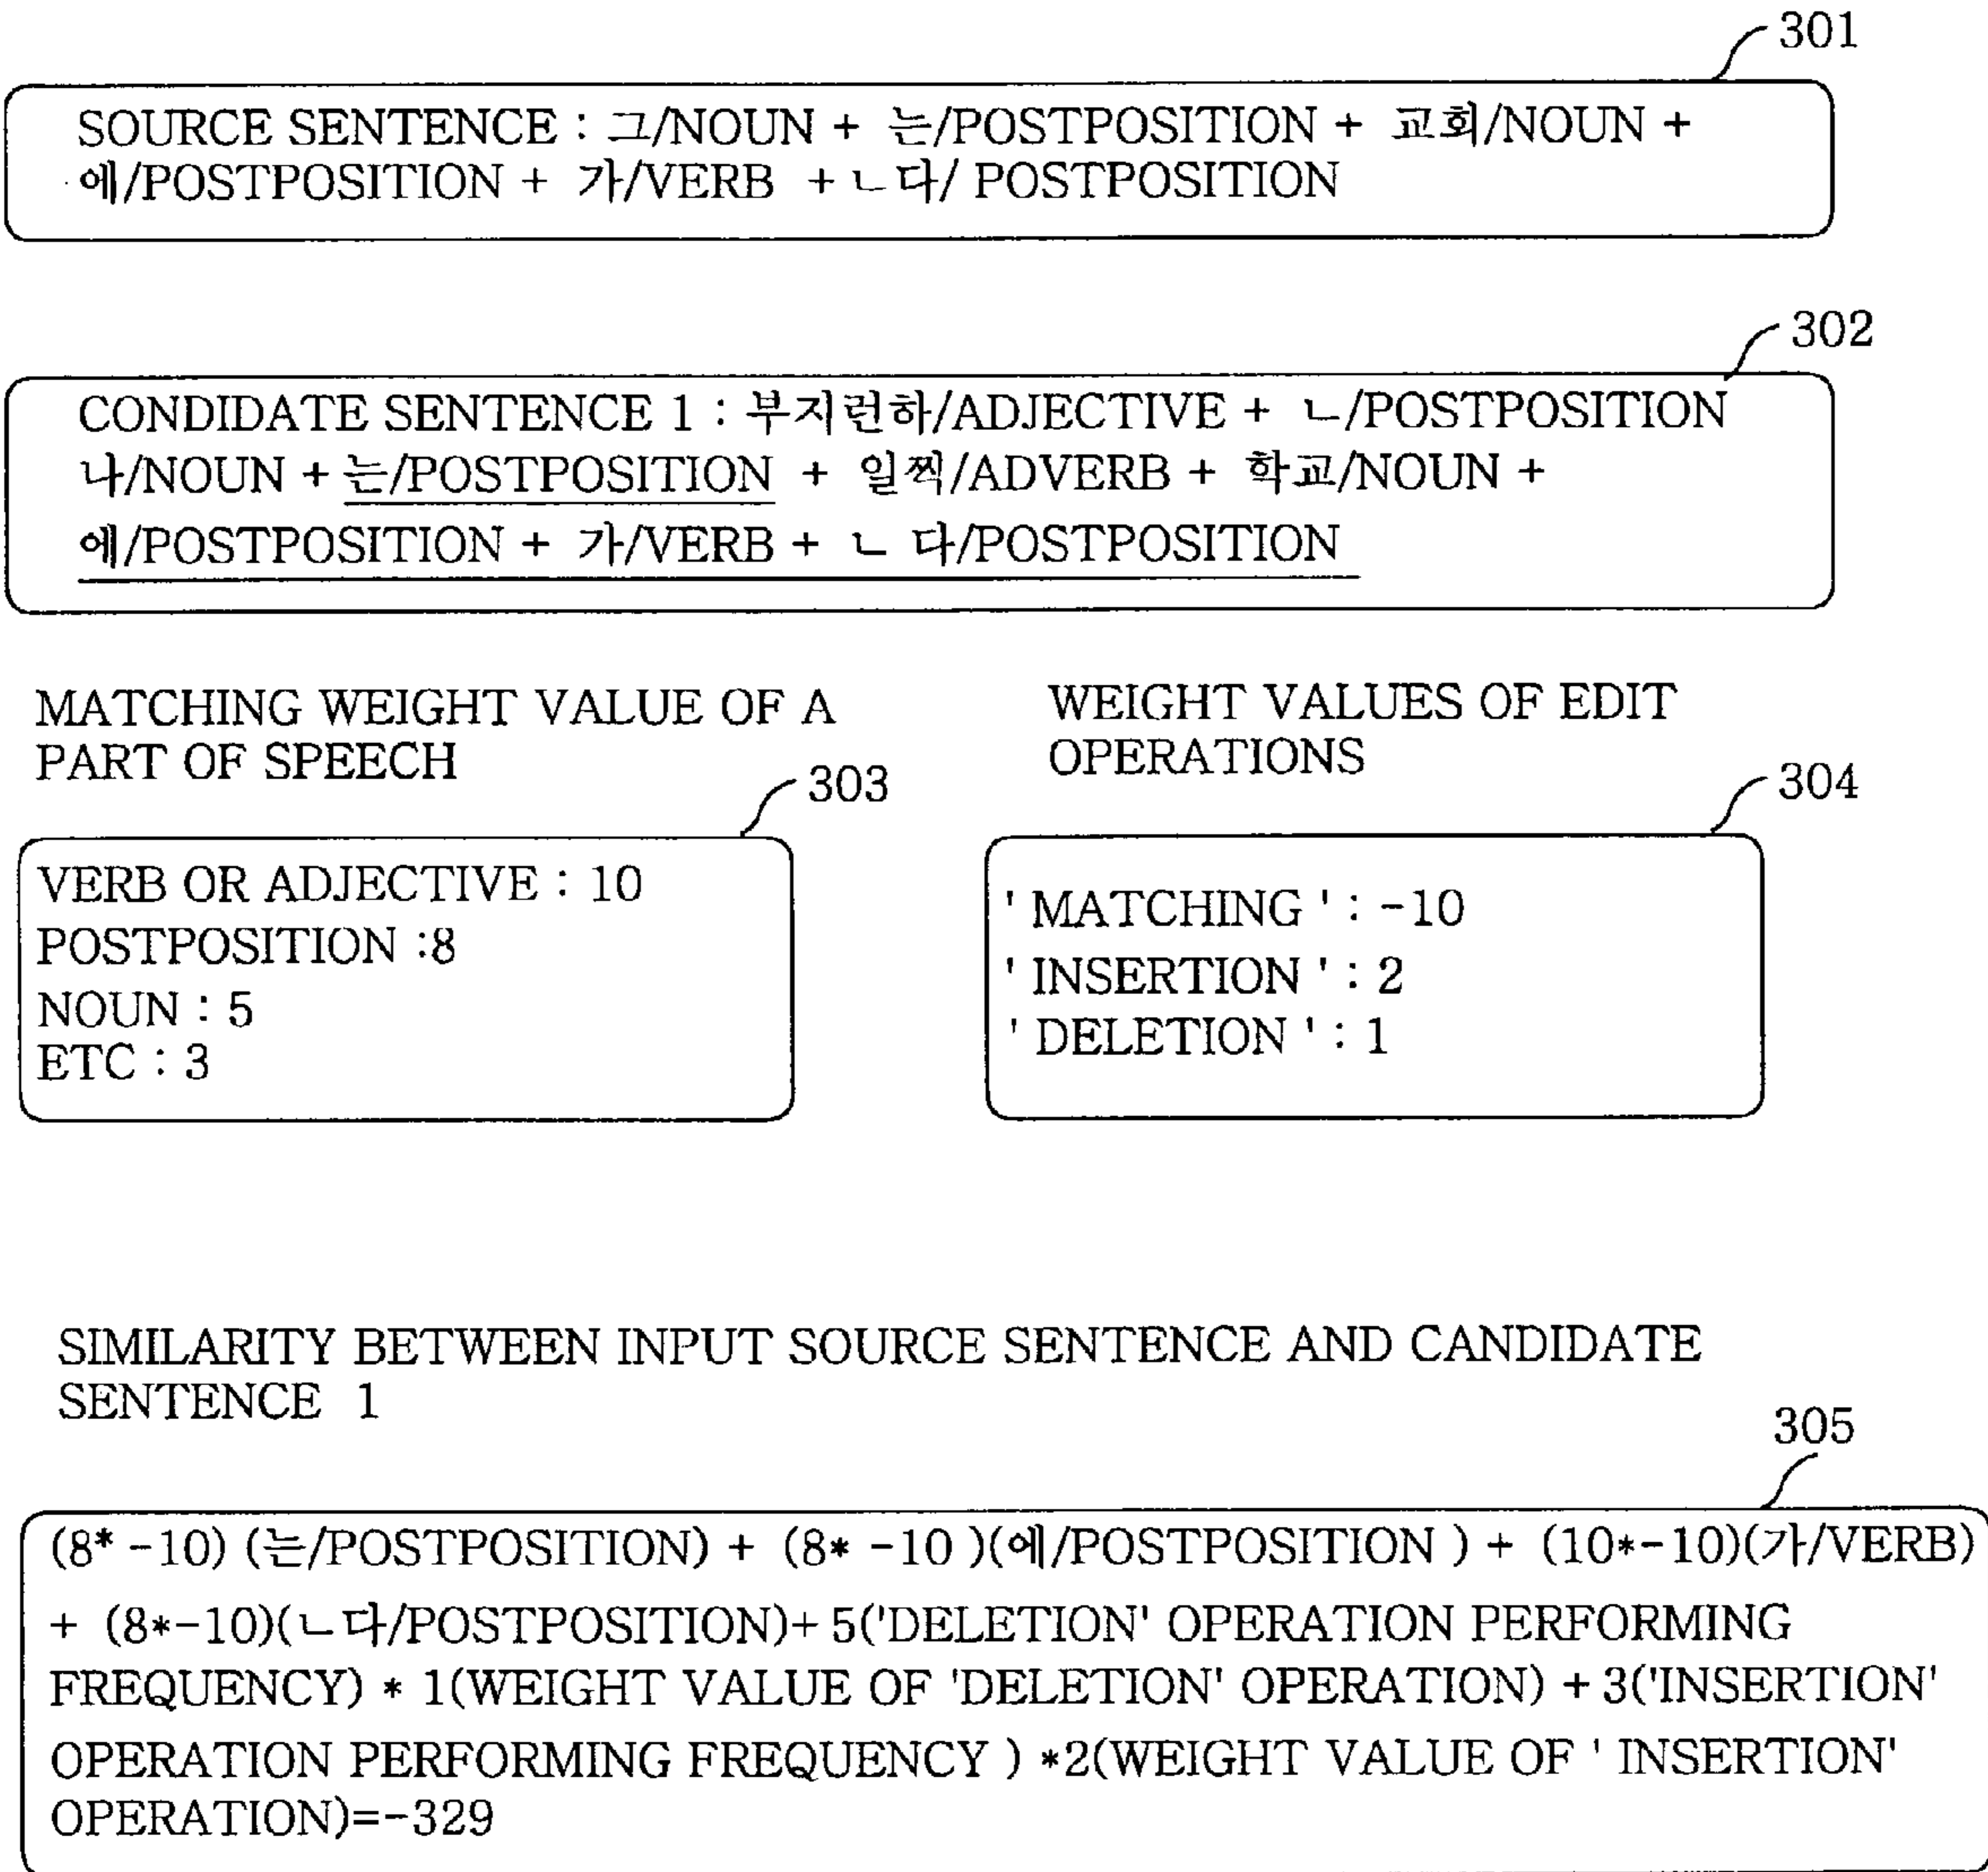 301
SOURCE SENTENCE : 그/NOUN + 는/POSTPOSITION + 교회/NOUN +
에/POSTPOSITION + 가/VERB +ㄴ다/ POSTPOSITION
302
CONDIDATE SENTENCE 1 : 부지런하/ADJECTIVE + ㄴ/POSTPOSITION
나/NOUN + 는/POSTPOSITION + 일찍/ADVERB + 학교/NOUN +
에/POSTPOSITION + 가/VERB + ㄴ 다/POSTPOSITION
MATCHING WEIGHT VALUE OF A
PART OF SPEECH
303
VERB OR ADJECTIVE : 10
POSTPOSITION :8
NOUN : 5
ETC : 3
WEIGHT VALUES OF EDIT
OPERATIONS
304
' MATCHING ' : -10
' INSERTION ' : 2
' DELETION ' : 1
SIMILARITY BETWEEN INPUT SOURCE SENTENCE AND CANDIDATE
SENTENCE 1
305
(8* -10) (는/POSTPOSITION) + (8* -10 )(에/POSTPOSITION ) + (10*-10)(가/VERB)
+ (8*-10)(ㄴ다/POSTPOSITION)+ 5('DELETION' OPERATION PERFORMING
FREQUENCY) * 1(WEIGHT VALUE OF 'DELETION' OPERATION) + 3('INSERTION'
OPERATION PERFORMING FREQUENCY ) *2(WEIGHT VALUE OF ' INSERTION'
OPERATION)=-329